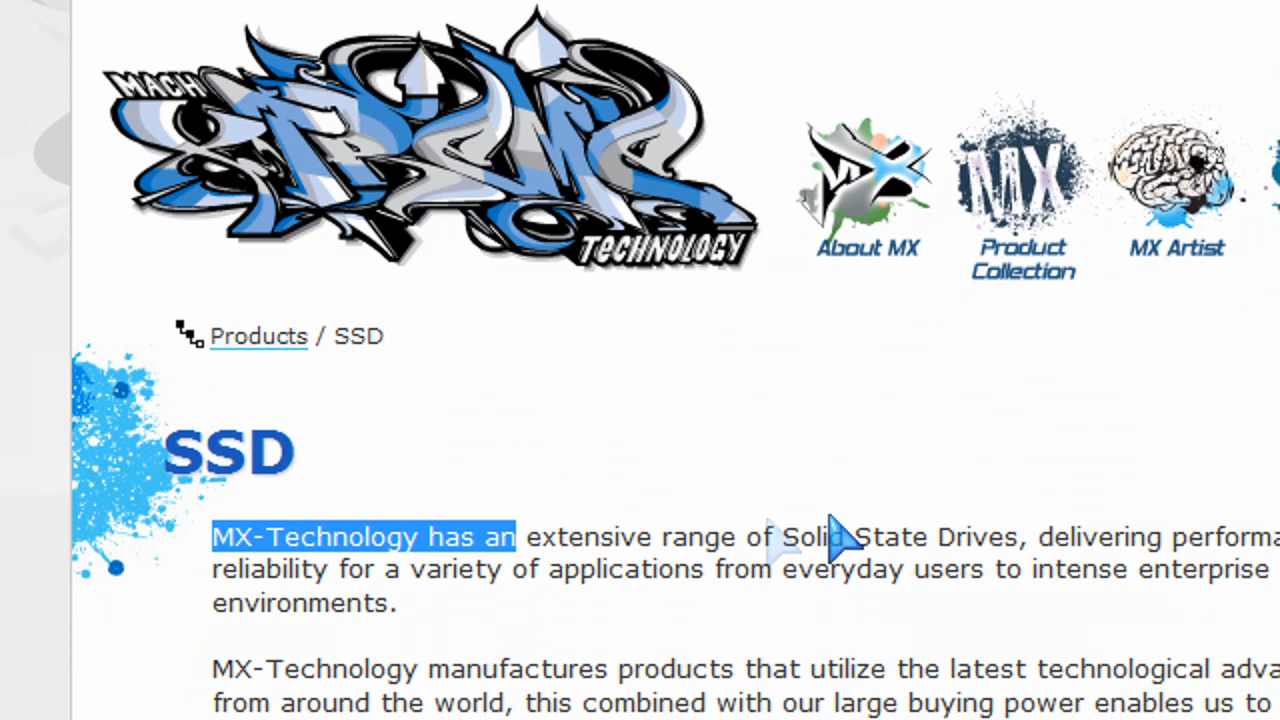 MACH
XTREME
TECHNOLOGY
MX
MX
About MX
Product
Collection
MX Artist
Products / SSD
SSD
MX-Technology has an extensive range of Solid State Drives, delivering performa
reliability for a variety of applications from everyday users to intense enterprise
environments.
MX-Technology manufactures products that utilize the latest technological adva
from around the world, this combined with our large buying power enables us to